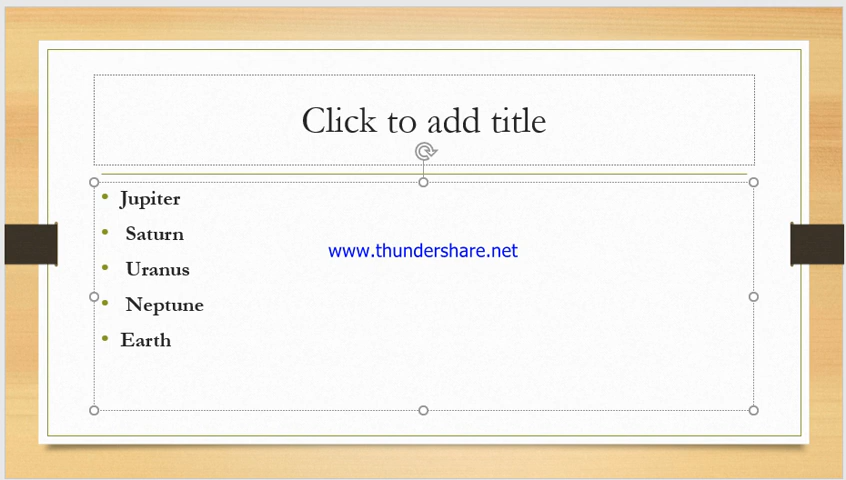 Click to add title
• Jupiter
• Saturn
www.thundershare.net
• Uranus
• Neptune
• Earth